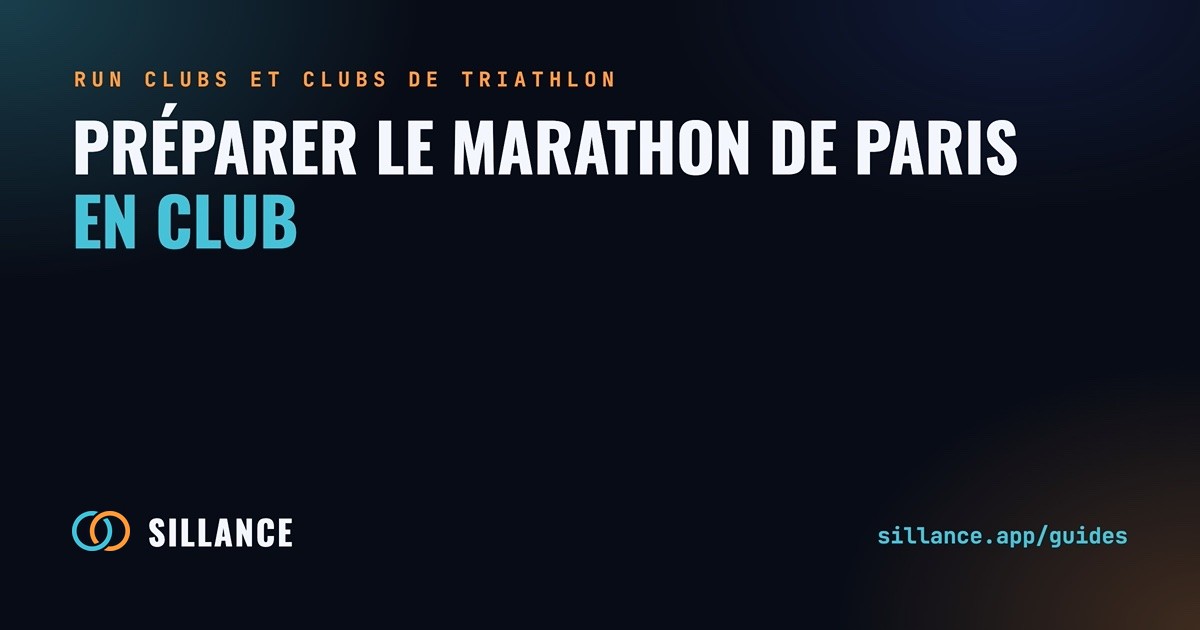 RUN CLUBS ET CLUBS DE TRIATHLON
PRÉPARER LE MARATHON DE PARIS
EN CLUB
SILLANCE
sillance.app/guides